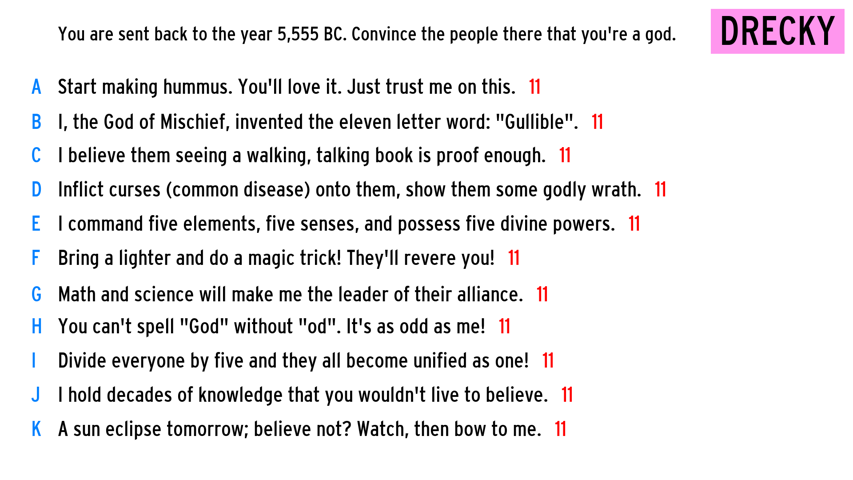 You are sent back to the year 5,555 BC. Convince the people there that you're a god.
DRECKY
A Start making hummus. You'll love it. Just trust me on this. 11
B I, the God of Mischief, invented the eleven letter word: "Gullible". 11
C I believe them seeing a walking, talking book is proof enough. 11
D Inflict curses (common disease) onto them, show them some godly wrath. 11
E I command five elements, five senses, and possess five divine powers. 11
F Bring a lighter and do a magic trick! They'll revere you! 11
G Math and science will make me the leader of their alliance. 11
H You can't spell "God" without "od". It's as odd as me! 11
I Divide everyone by five and they all become unified as one! 11
J I hold decades of knowledge that you wouldn't live to believe. 11
K A sun eclipse tomorrow; believe not? Watch, then bow to me. 11